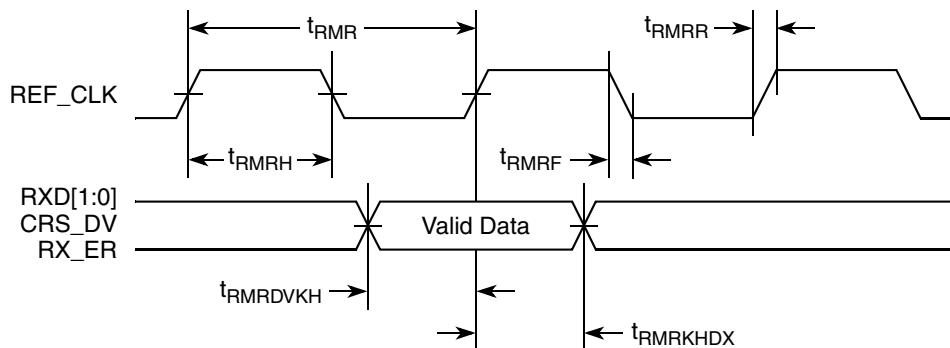 tRMR
tRMRR
REF_CLK
tRMRH
tRMRF
RXD[1:0]
CRS_DV
RX_ER
Valid Data
tRMRDVKH
tRMRKHDX